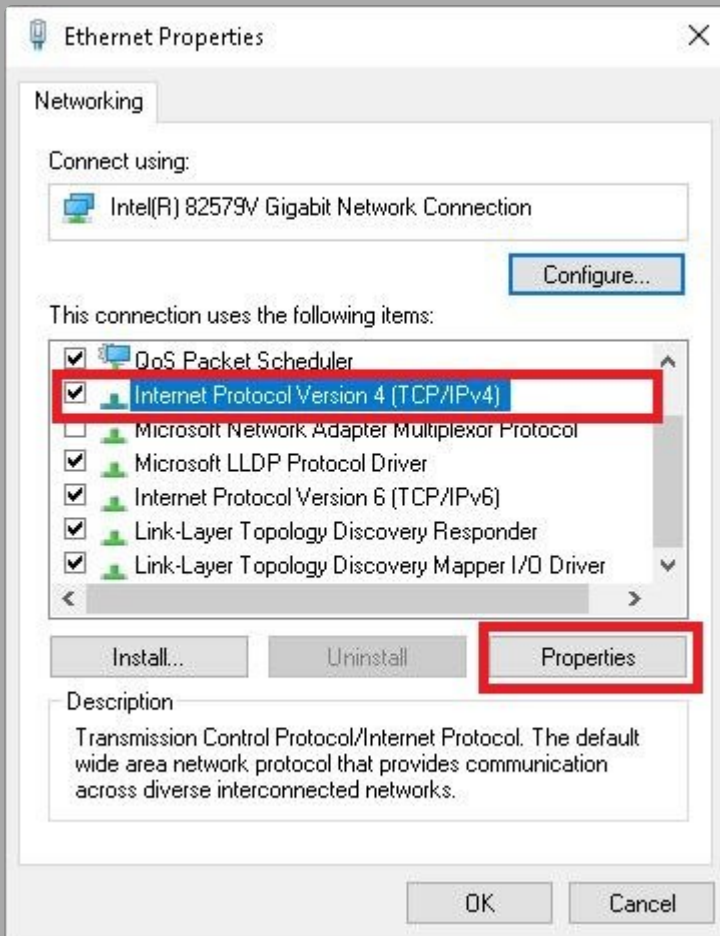 Ethernet Properties
Networking
Connect using:
Intel(R) 82579V Gigabit Network Connection
Configure...
This connection uses the following items:
QoS Packet Scheduler
Internet Protocol Version 4 (TCP/IPv4)
Microsoft Network Adapter Multiplexor Protocol
Microsoft LLDP Protocol Driver
Internet Protocol Version 6 (TCP/IPv6)
Link-Layer Topology Discovery Responder
Link-Layer Topology Discovery Mapper I/O Driver
Install...
Uninstall
Properties
Description
Transmission Control Protocol/Internet Protocol. The default
wide area network protocol that provides communication
across diverse interconnected networks.
OK
Cancel